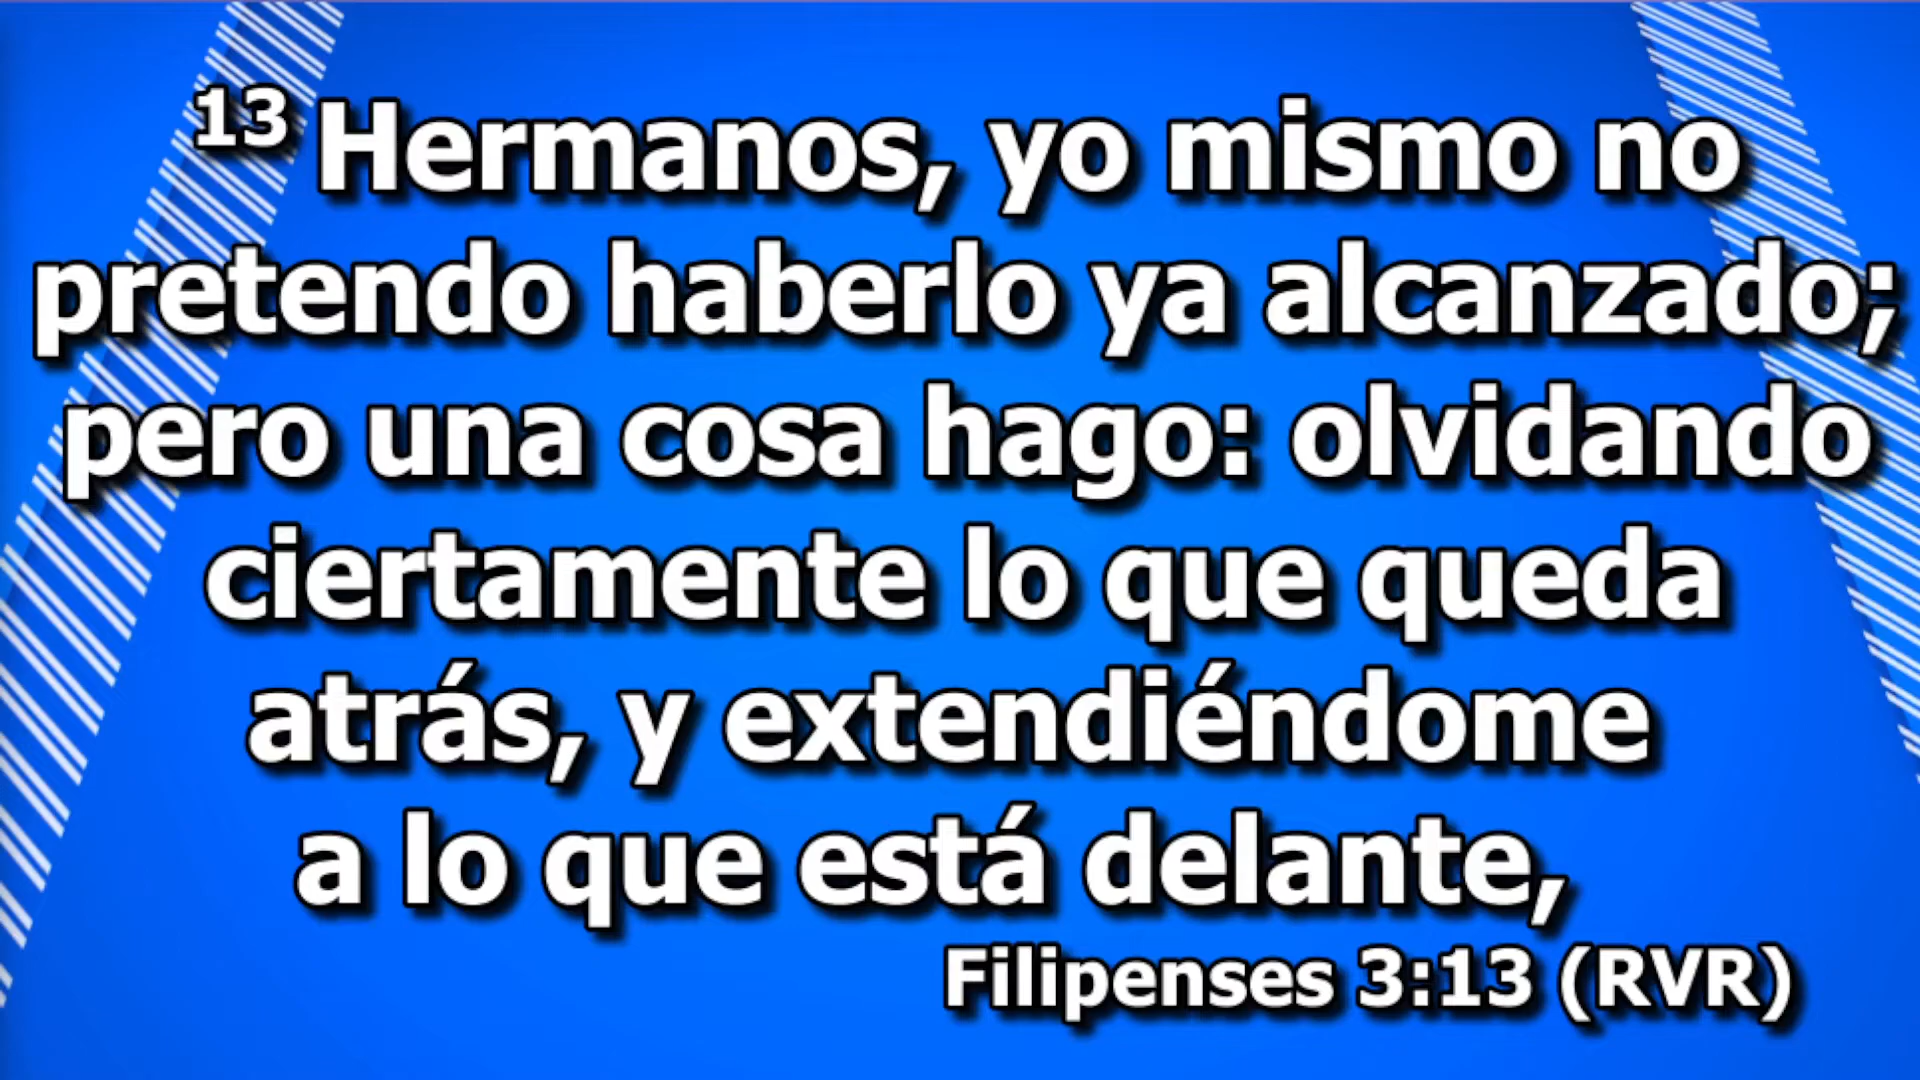 13 Hermanos, yo mismo no
pretendo haberlo ya alcanzado;
pero una cosa hago: olvidando
ciertamente lo que queda
atrás, y extendiéndome
a lo que está delante,
Filipenses 3:13 (RVR)